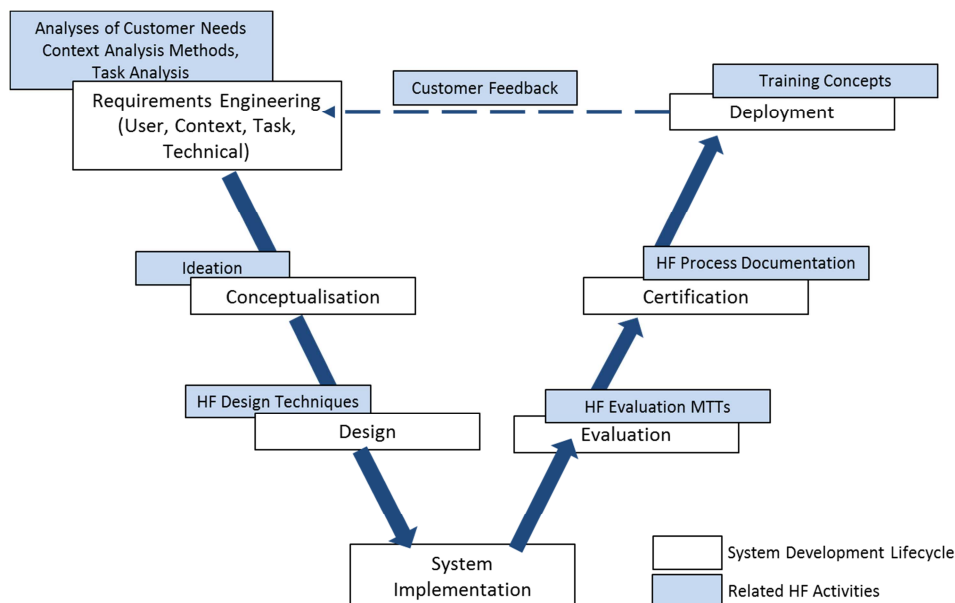 Analyses of Customer Needs
Context Analysis Methods,
Task Analysis
Requirements Engineering
(User, Context, Task,
Technical)
Customer Feedback
Training Concepts
Deployment
Ideation
Conceptualisation
HF Process Documentation
Certification
HF Design Techniques
Design
HF Evaluation MTTs
Evaluation
System
Implementation
System Development Lifecycle
Related HF Activities